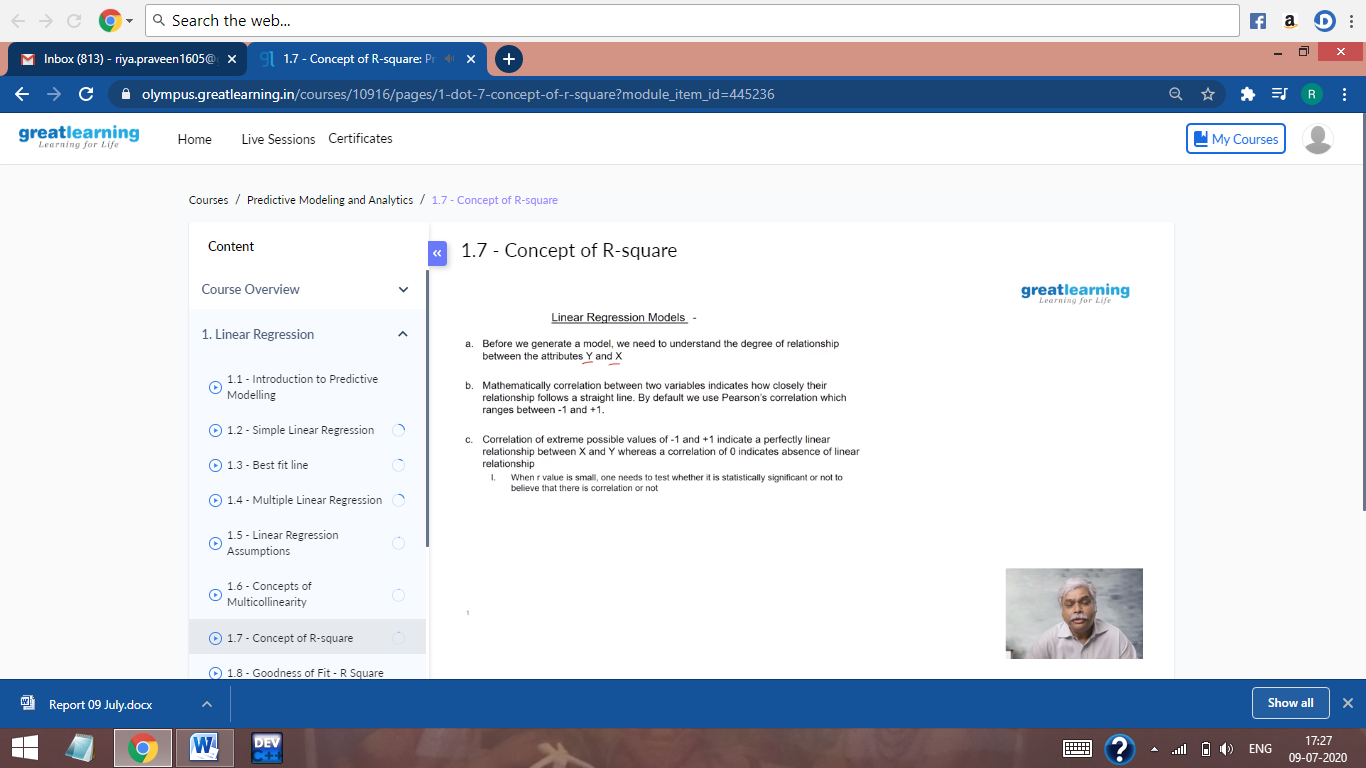 Search the web...
Inbox (813) - riya.praveen1605@
1.7 - Concept of R-square: Pr
olympus.greatlearning.in/courses/10916/pages/1-dot-7-concept-of-r-square?module_item_id=445236
R
greatlearning
Learning for Life
Home
Live Sessions
Certificates
My Courses
Courses / Predictive Modeling and Analytics / 1.7 - Concept of R-square
Content
Course Overview
1. Linear Regression
1.1 - Introduction to Predictive
Modelling
1.2 - Simple Linear Regression
1.3 - Best fit line
1.4 - Multiple Linear Regression
1.5 - Linear Regression
Assumptions
1.6 - Concepts of
Multicollinearity
1.7 - Concept of R-square
1.8 - Goodness of Fit - R Square
«
1.7 - Concept of R-square
greatlearning
Learning for Life
Linear Regression Models -
a. Before we generate a model, we need to understand the degree of relationship
between the attributes Y and X
b. Mathematically correlation between two variables indicates how closely their
relationship follows a straight line. By default we use Pearson's correlation which
ranges between -1 and +1.
c. Correlation of extreme possible values of -1 and +1 indicate a perfectly linear
relationship between X and Y whereas a correlation of 0 indicates absence of linear
relationship
I. When r value is small, one needs to test whether it is statistically significant or not to
believe that there is correlation or not
1
Report 09 July.docx
Show all
DEV
C++
ENG
17:27
09-07-2020